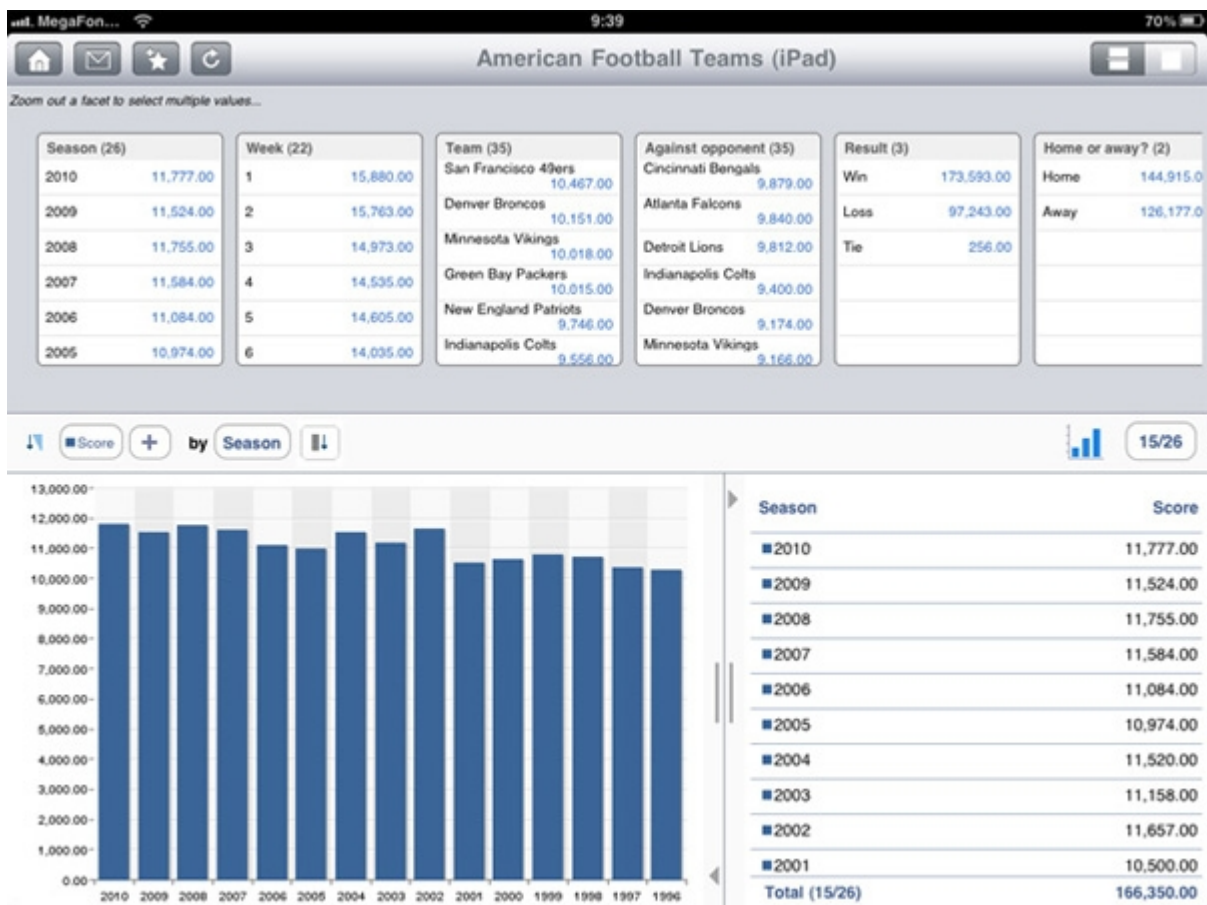 MegaFon... 9:39 70%
American Football Teams (iPad)
Zoom out a facet to select multiple values...
Season (26)
2010 11,777.00
2009 11,524.00
2008 11,755.00
2007 11,584.00
2006 11,084.00
2005 10,974.00
Week (22)
1 15,880.00
2 15,763.00
3 14,973.00
4 14,535.00
5 14,605.00
6 14,035.00
Team (35)
San Francisco 49ers
10,467.00
Denver Broncos
10,151.00
Minnesota Vikings
10,018.00
Green Bay Packers
10,015.00
New England Patriots
9,746.00
Indianapolis Colts
9,556.00
Against opponent (35)
Cincinnati Bengals
9,879.00
Atlanta Falcons
9,840.00
Detroit Lions 9,812.00
Indianapolis Colts
9,400.00
Denver Broncos
9,174.00
Minnesota Vikings
9,166.00
Result (3)
Win 173,593.00
Loss 97,243.00
Tie 256.00
Home or away? (2)
Home 144,915.0
Away 126,177.0
Score + by Season 15/26
13,000.00
12,000.00
11,000.00
10,000.00
9,000.00
8,000.00
7,000.00
6,000.00
5,000.00
4,000.00
3,000.00
2,000.00
1,000.00
0.00
2010 2009 2008 2007 2006 2005 2004 2003 2002 2001 2000 1999 1998 1997 1996
Season Score
2010 11,777.00
2009 11,524.00
2008 11,755.00
2007 11,584.00
2006 11,084.00
2005 10,974.00
2004 11,520.00
2003 11,158.00
2002 11,657.00
2001 10,500.00
Total (15/26) 166,350.00